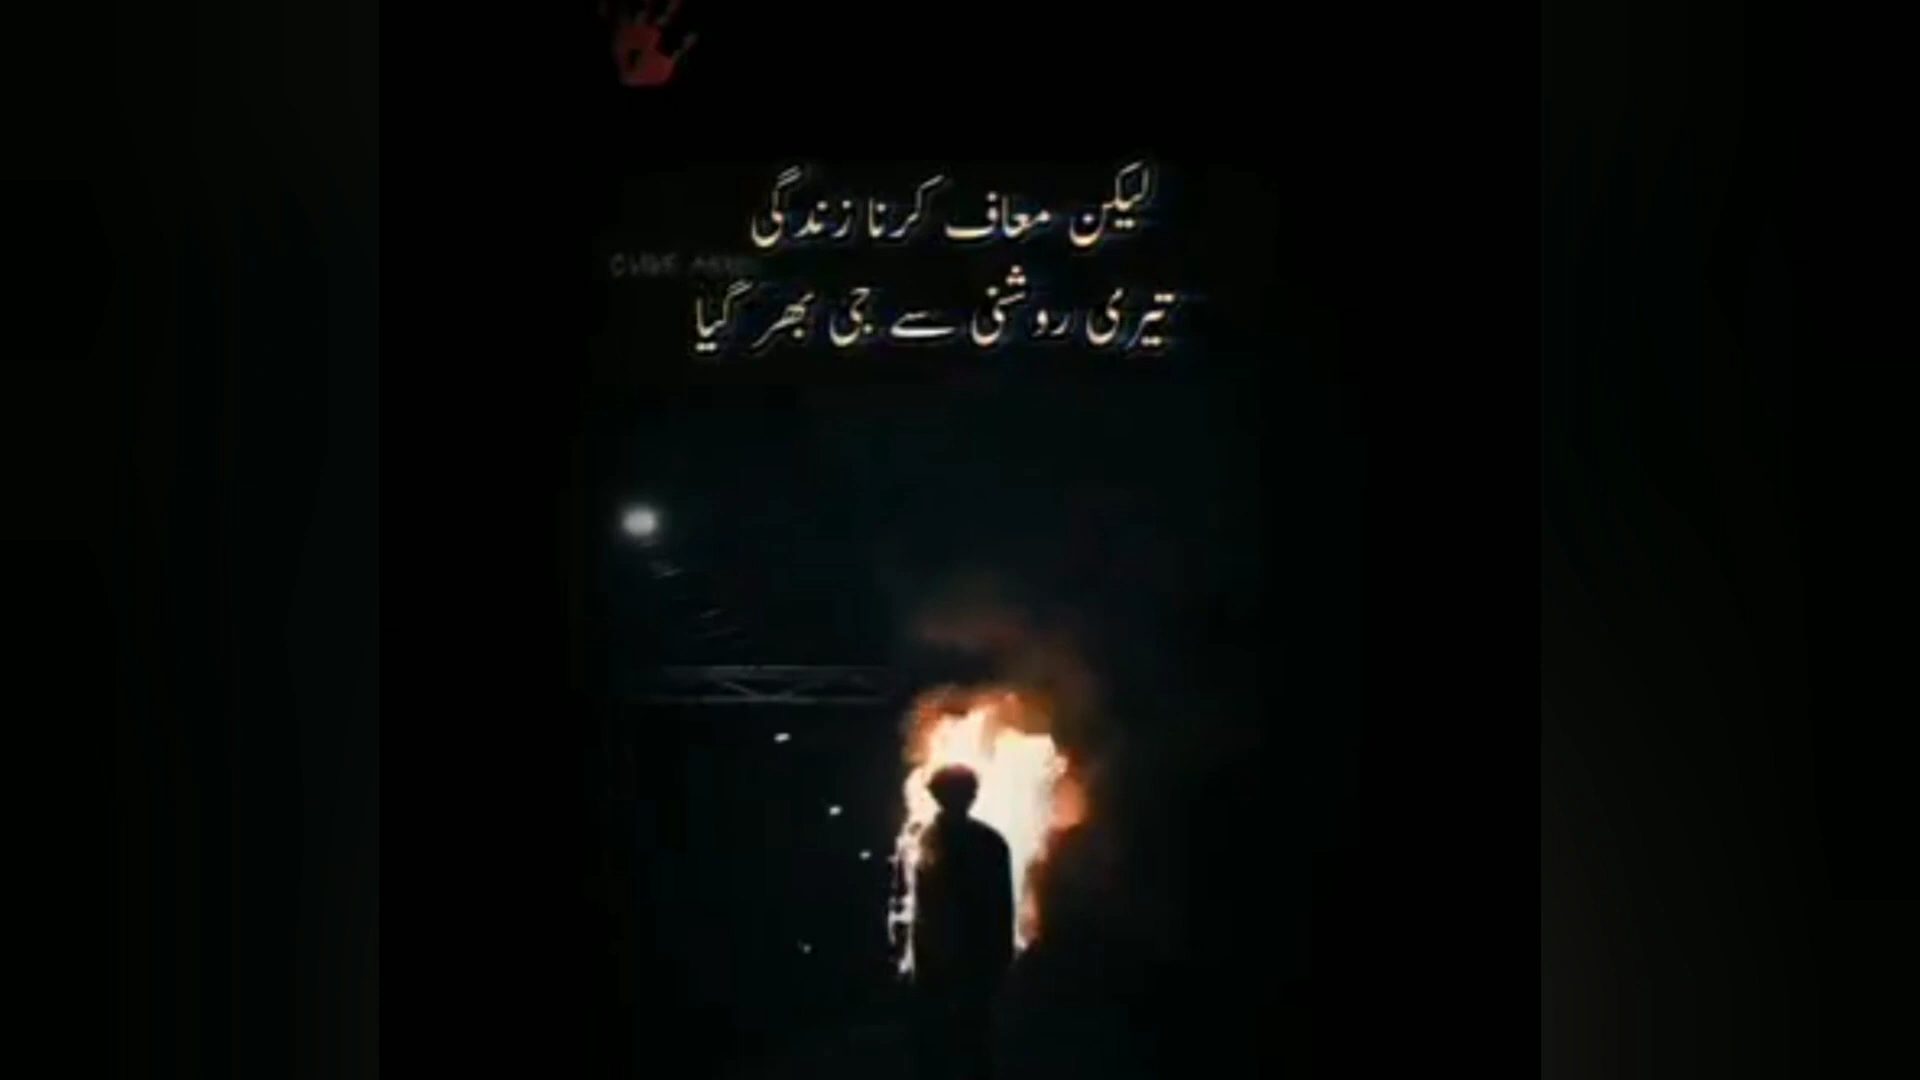 لیکن معاف کرنا زندگی
تیری روشنی سے جی بھر گیا